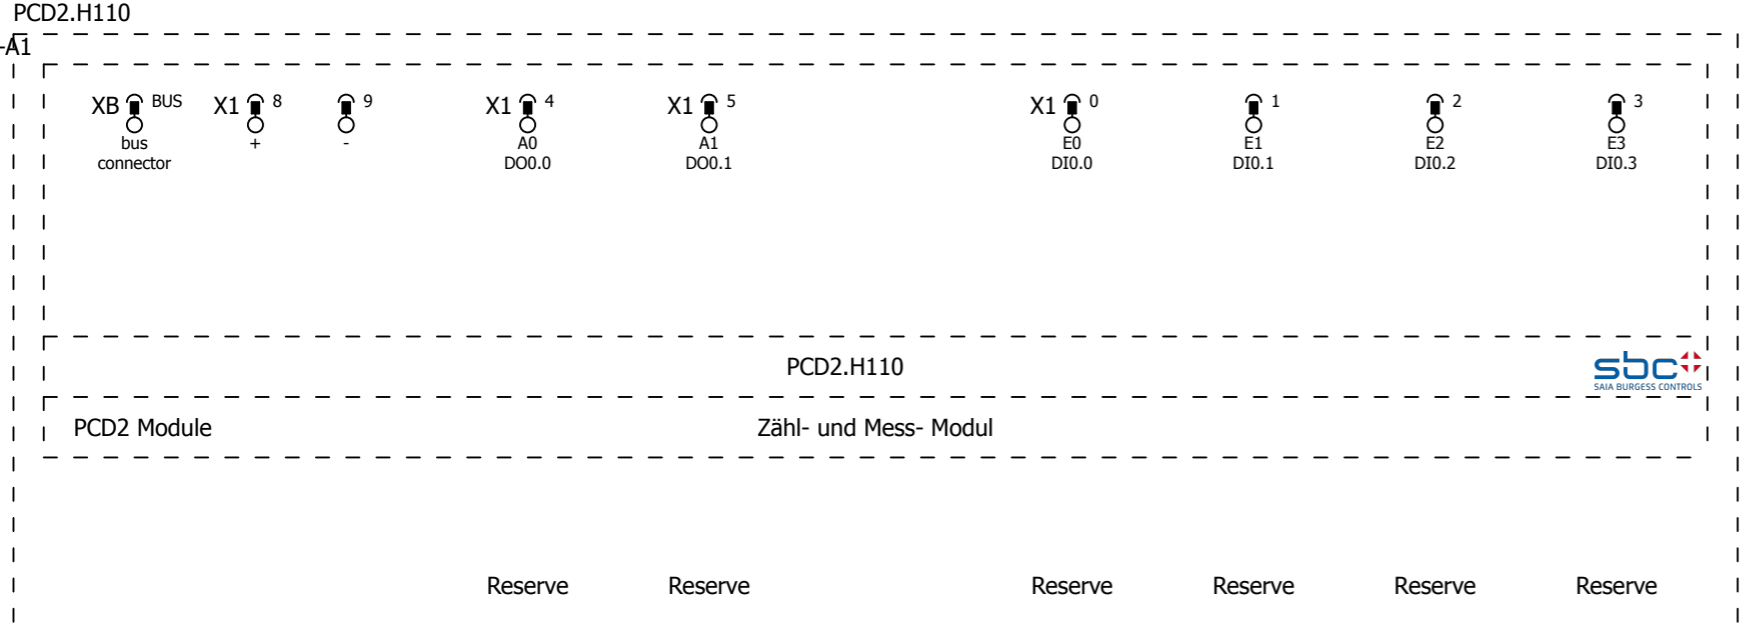 PCD2.H110
-A1
XB BUS X1 8 9 X1 4 X1 5 X1 0 1 2 3
bus + - A0 A1 E0 E1 E2 E3
connector DO0.0 DO0.1 DI0.0 DI0.1 DI0.2 DI0.3
PCD2.H110
sbc
SAIA BURGESS CONTROLS
PCD2 Module Zähl- und Mess- Modul
Reserve Reserve Reserve Reserve Reserve Reserve